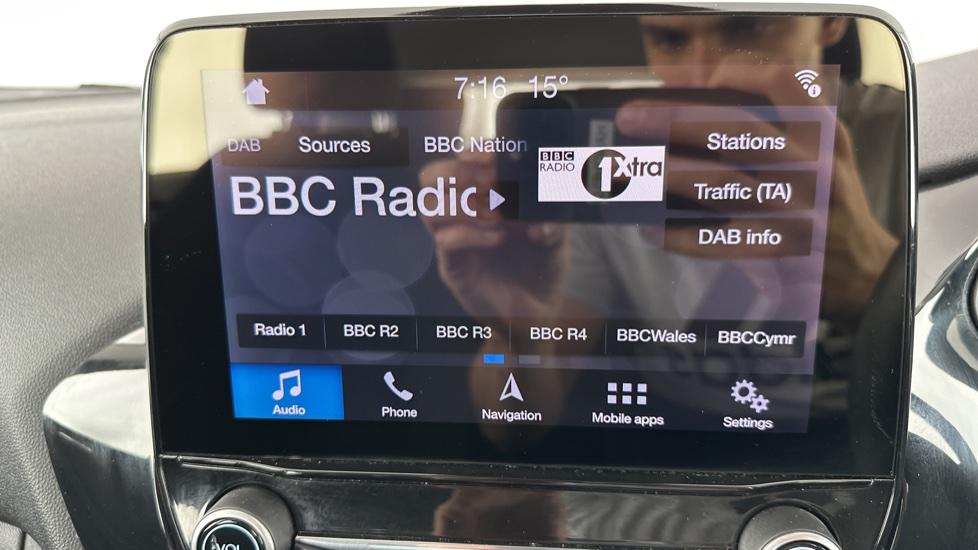 7:16 15°
DAB Sources BBC Nation
Stations
BBC RADIO 1Xtra
BBC Radic
Traffic (TA)
DAB info
Radio 1 BBC R2 BBC R3 BBC R4 BBCWales BBCCymr
Audio Phone Navigation Mobile apps Settings
VOL